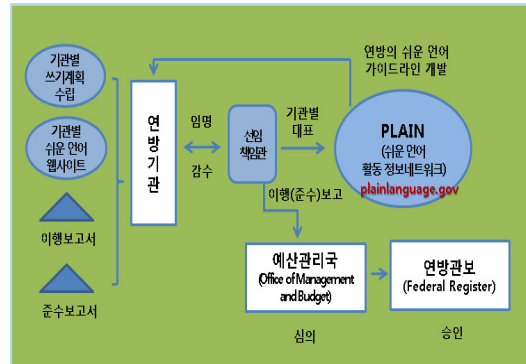 기관별
쓰기계획
수립
기관별
쉬운 언어
웹사이트
이행보고서
준수보고서
연방기관
임명
감수
선임
책임관
기관별
대표
연방의 쉬운 언어
가이드라인 개발
PLAIN
(쉬운 언어
활동 정보네트워크)
plainlanguage.gov
이행(준수)보고
예산관리국
(Office of Management
and Budget)
심의
연방관보
(Federal Register)
승인